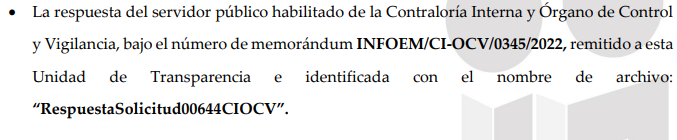 • La respuesta del servidor público habilitado de la Contraloría Interna y Órgano de Control
y Vigilancia, bajo el número de memorándum INFOEM/CI-OCV/0345/2022, remitido a esta
Unidad de Transparencia e identificada con el nombre de archivo:
“RespuestaSolicitud00644CIOCV”.